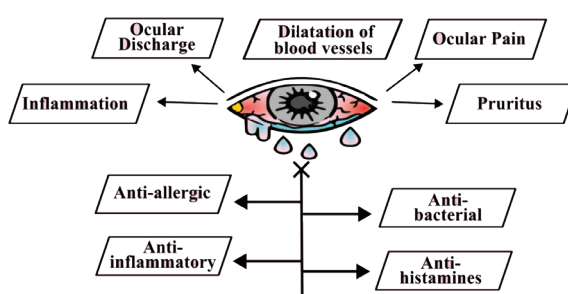 Ocular
Discharge
Dilatation of
blood vessels
Ocular Pain
Inflammation
Pruritus
Anti-allergic
Anti-
bacterial
Anti-
inflammatory
Anti-
histamines